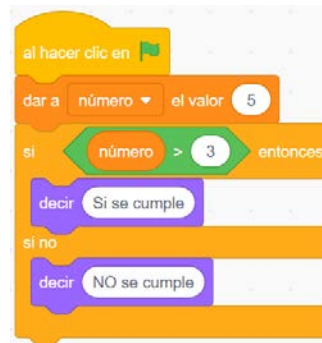 al hacer clic en
dar a número el valor 5
si número > 3 entonces
decir Si se cumple
si no
decir NO se cumple